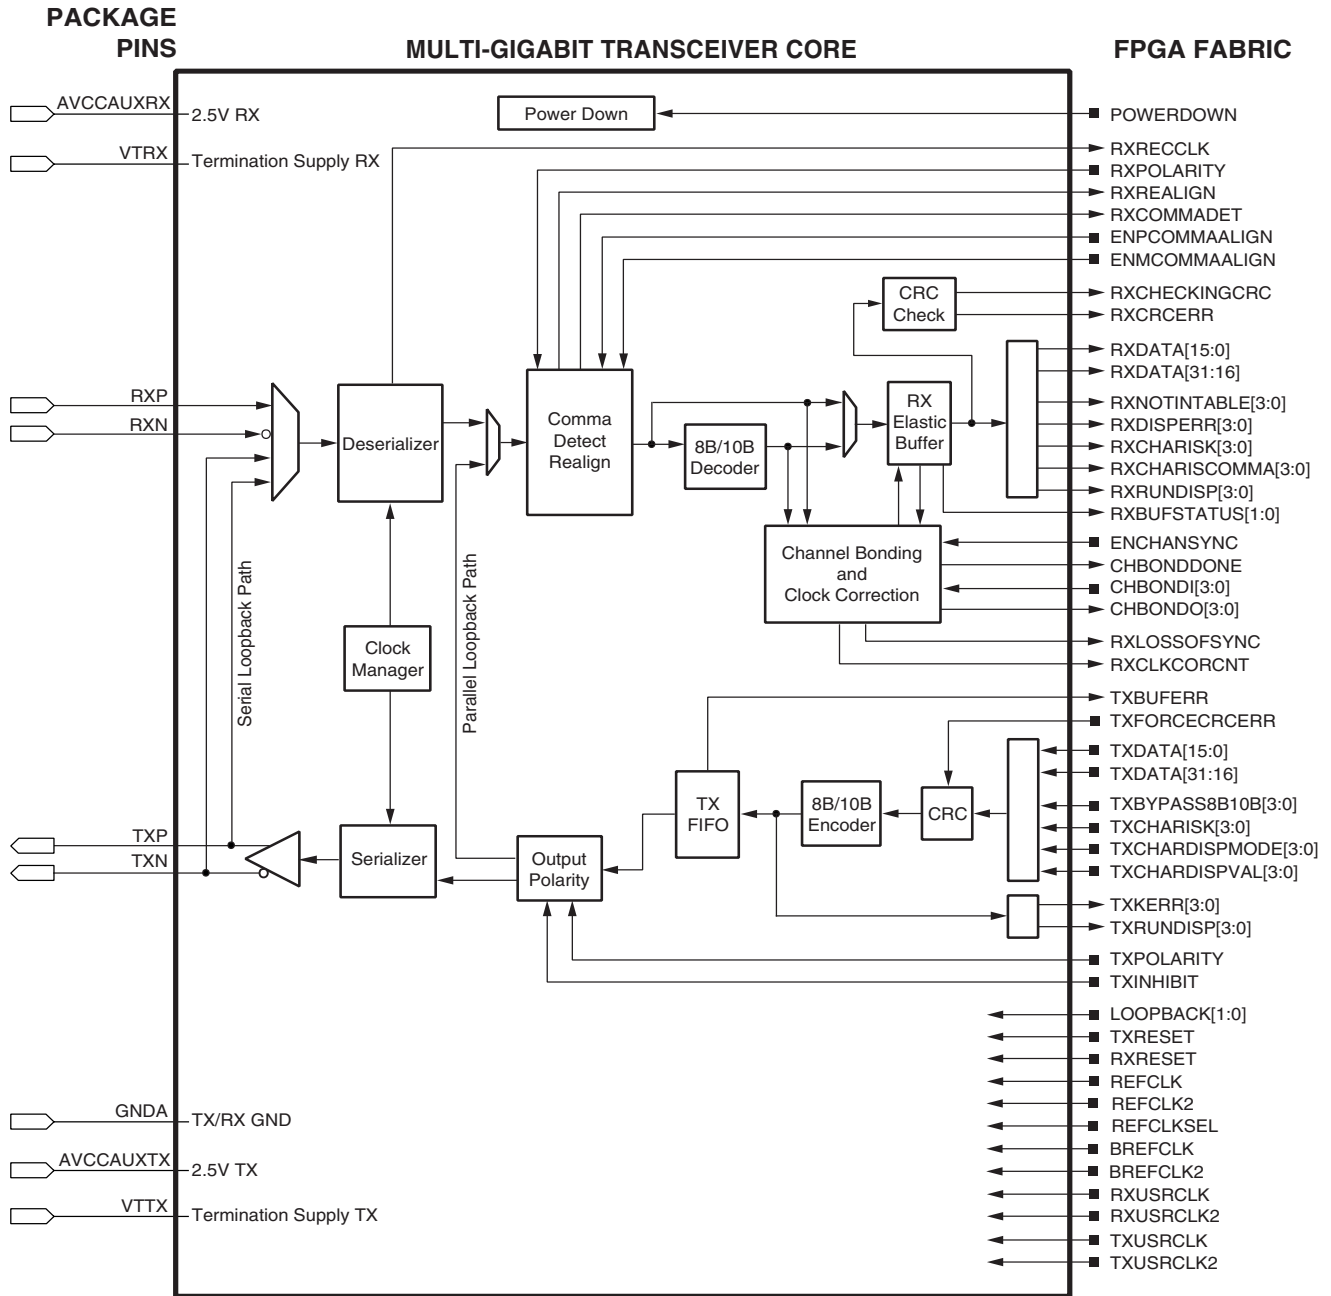 PACKAGE
PINS
MULTI-GIGABIT TRANSCEIVER CORE
FPGA FABRIC
AVCCAUXRX
2.5V RX
Power Down
POWERDOWN
VTRX
Termination Supply RX
RXRECCLK
RXPOLARITY
RXREALIGN
RXCOMMADET
ENPCOMMAALIGN
ENMCOMMAALIGN
CRC
Check
RXCHECKINGCRC
RXCRCERR
RXDATA[15:0]
RXDATA[31:16]
RXP
RXN
Deserializer
Comma
Detect
Realign
8B/10B
Decoder
RX
Elastic
Buffer
RXNOTINTABLE[3:0]
RXDISPERR[3:0]
RXCHARISK[3:0]
RXCHARISCOMMA[3:0]
RXRUNDISP[3:0]
RXBUFSTATUS[1:0]
Channel Bonding
and
Clock Correction
ENCHANSYNC
CHBONDDONE
CHBONDI[3:0]
CHBONDO[3:0]
RXLOSSOFSYNC
RXCLKCORCNT
Serial Loopback Path
Clock
Manager
Parallel Loopback Path
TXBUFERR
TXFORCECRCERR
TXDATA[15:0]
TXDATA[31:16]
TX
FIFO
8B/10B
Encoder
CRC
TXBYPASS8B10B[3:0]
TXCHARISK[3:0]
TXCHARDISPMODE[3:0]
TXCHARDISPVAL[3:0]
TXP
TXN
Serializer
Output
Polarity
TXKERR[3:0]
TXRUNDISP[3:0]
TXPOLARITY
TXINHIBIT
LOOPBACK[1:0]
TXRESET
RXRESET
REFCLK
REFCLK2
REFCLKSEL
BREFCLK
BREFCLK2
RXUSRCLK
RXUSRCLK2
TXUSRCLK
TXUSRCLK2
GNDA
TX/RX GND
AVCCAUXTX
2.5V TX
VTTX
Termination Supply TX